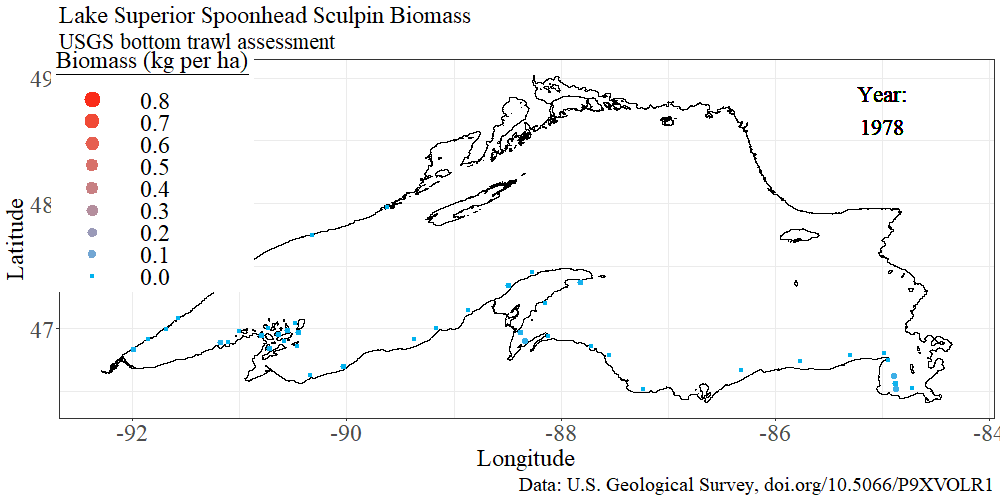 Lake Superior Spoonhead Sculpin Biomass
USGS bottom trawl assessment
Biomass (kg per ha)
0.8
0.7
0.6
0.5
0.4
0.3
0.2
0.1
0.0
Year:
1978
Latitude
49
48
47
-92 -90 -88 -86 -84
Longitude
Data: U.S. Geological Survey, doi.org/10.5066/P9XVOLR1